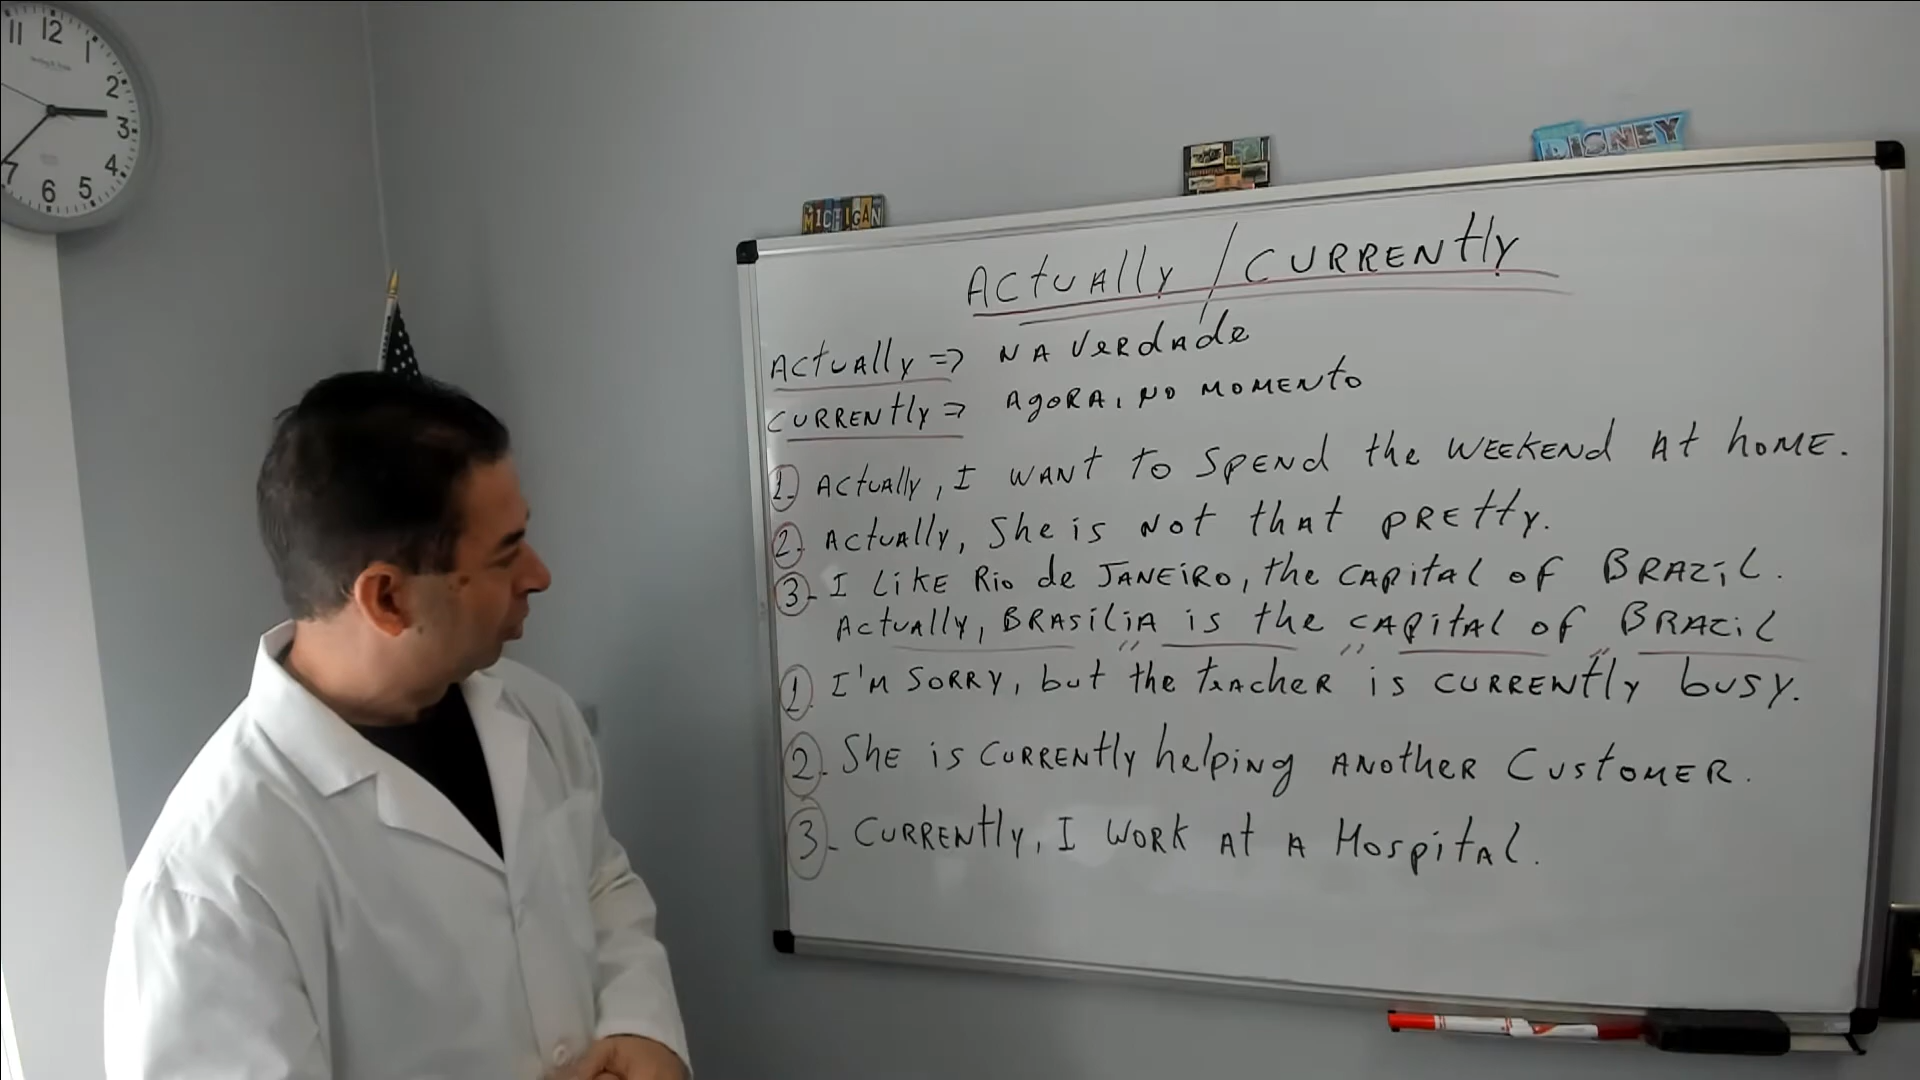 11 12 1
2
3
4
5
6
7
MICHIGAN
DISNEY
ACTUALLY / CURRENTLY
ACTUALLY => NA VERDADE
CURRENTLY => AGORA, NO MOMENTO
1. ACTUALLY, I WANT TO SPEND the WEEKEND At hOME.
2. ACTUALLY, She is Not that PRETTY.
3- I LiKE Rio de JANEiRO, the CAPitAL of BRAZiL.
ACTUALLY, BRASíLiA is the CAPitAL of BRAZiL
1. I'M SORRY, but the teAcher is CURRENTLY busy.
2. She is CURRENTLY helpiNg ANOther CUStOMER.
3- CURRENTLY, I WORK At A HospitAL.